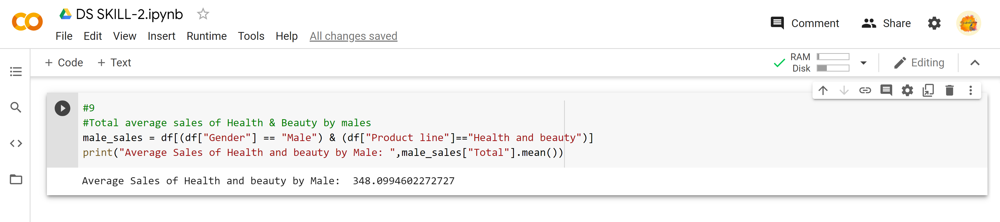 DS SKILL-2.ipynb
File Edit View Insert Runtime Tools Help All changes saved
Comment Share
+ Code + Text
RAM
Disk
Editing
#9
#Total average sales of Health & Beauty by males
male_sales = df[(df["Gender"] == "Male") & (df["Product line"]=="Health and beauty")]
print("Average Sales of Health and beauty by Male: ",male_sales["Total"].mean())
Average Sales of Health and beauty by Male:  348.0994602272727